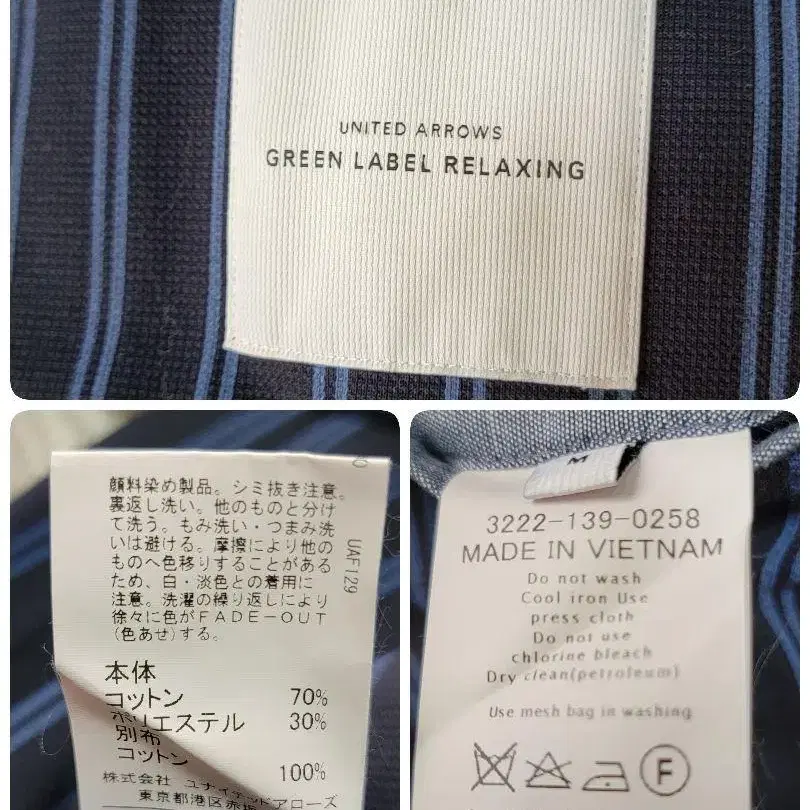 UNITED ARROWS
GREEN LABEL RELAXING
顔料染め製品。シミ抜き注意。
裏返し洗い。他のものと分け
て洗う。もみ洗い・つまみ洗
いは避ける。摩擦により他の
ものへ色移りすることがある
ため、白・淡色との着用に
注意。洗濯の繰り返しにより
徐々に色がFADE-OUT
(色あせ)する。
UAF129
本体
コットン 70%
ポリエステル 30%
別布
コットン 100%
株式会社 ユナイテッドアローズ
東京都港区赤坂
M
3222-139-0258
MADE IN VIETNAM
Do not wash
Cool iron Use
press cloth
Do not use
chlorine bleach
Dry clean(petroleum)
Use mesh bag in washing
F